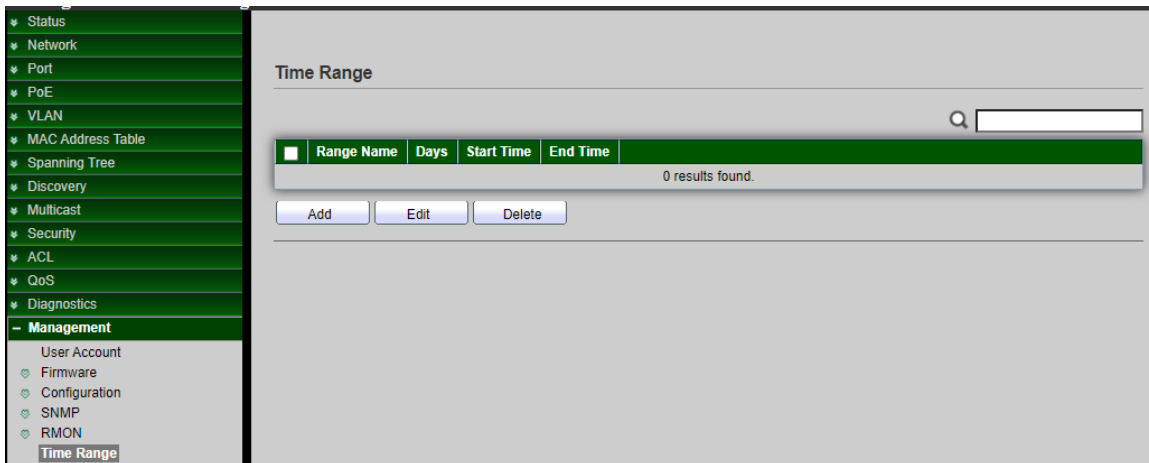 Status
Network
Port
PoE
VLAN
MAC Address Table
Spanning Tree
Discovery
Multicast
Security
ACL
QoS
Diagnostics
Management
User Account
Firmware
Configuration
SNMP
RMON
Time Range
Time Range
Range Name Days Start Time End Time
0 results found.
Add Edit Delete